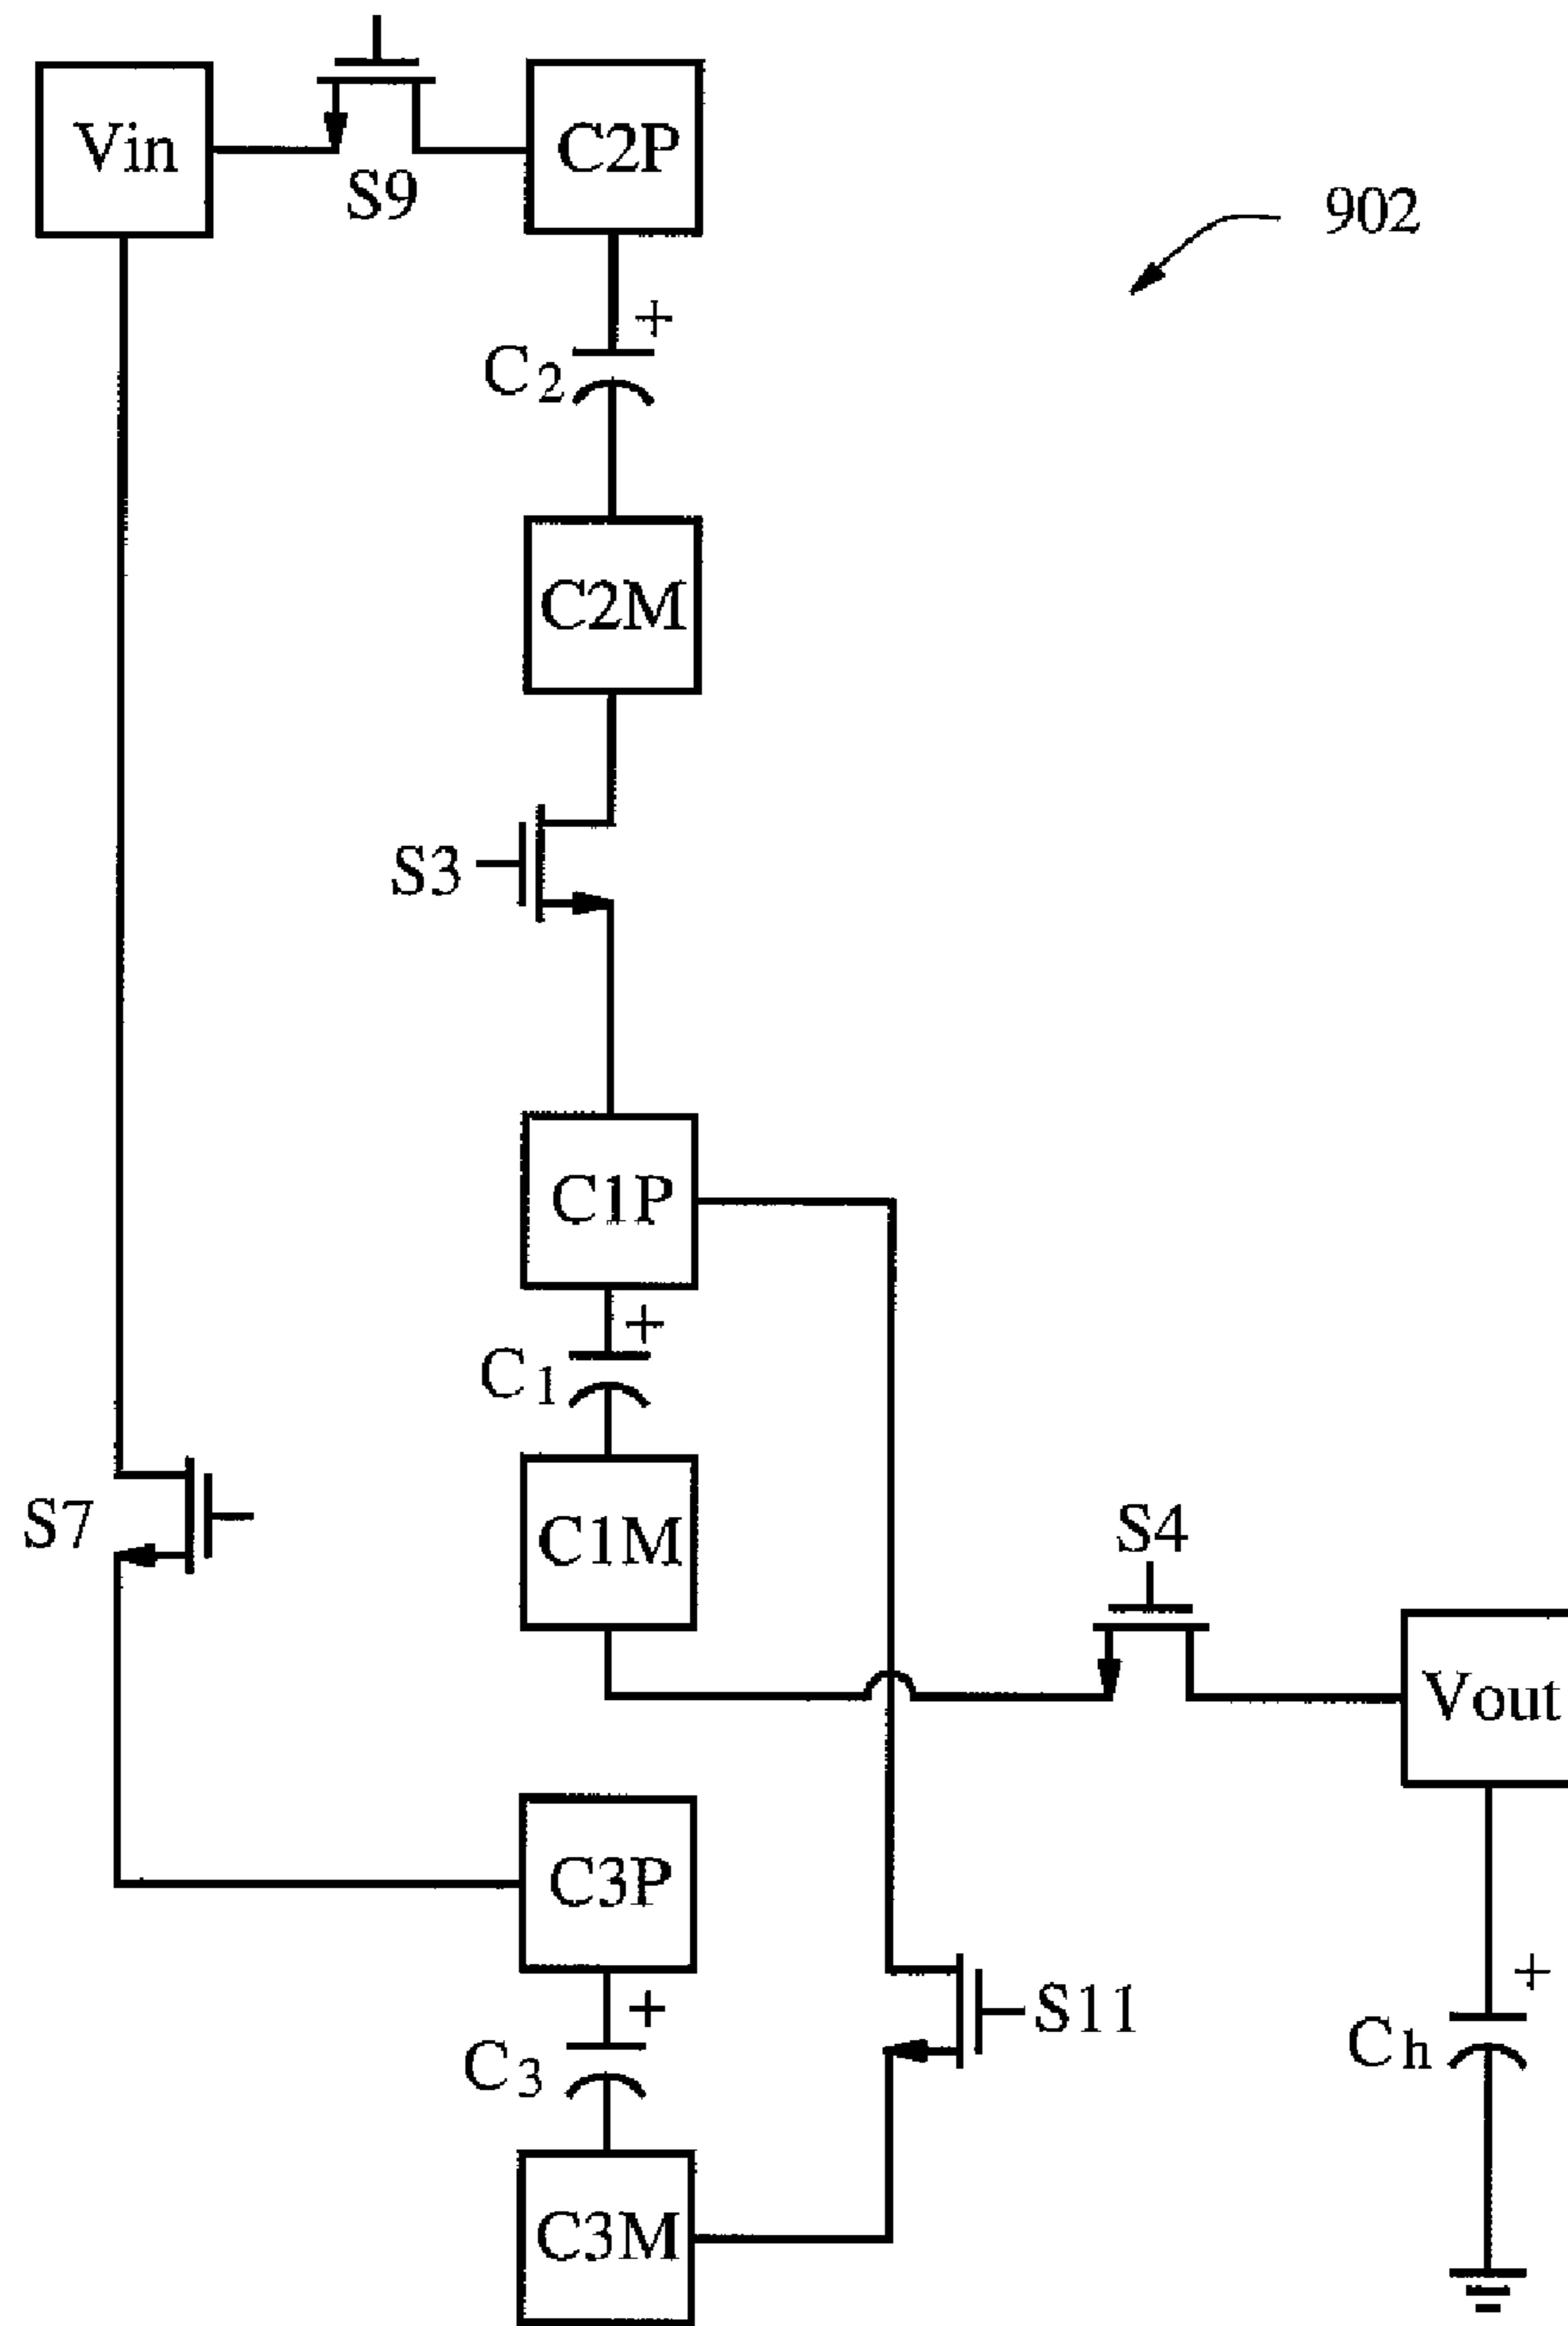 Vin
S9
C2P
902
+
C2
C2M
S3
C1P
+
C1
S7
C1M
S4
Vout
C3P
+
C3
S11
+
Ch
C3M